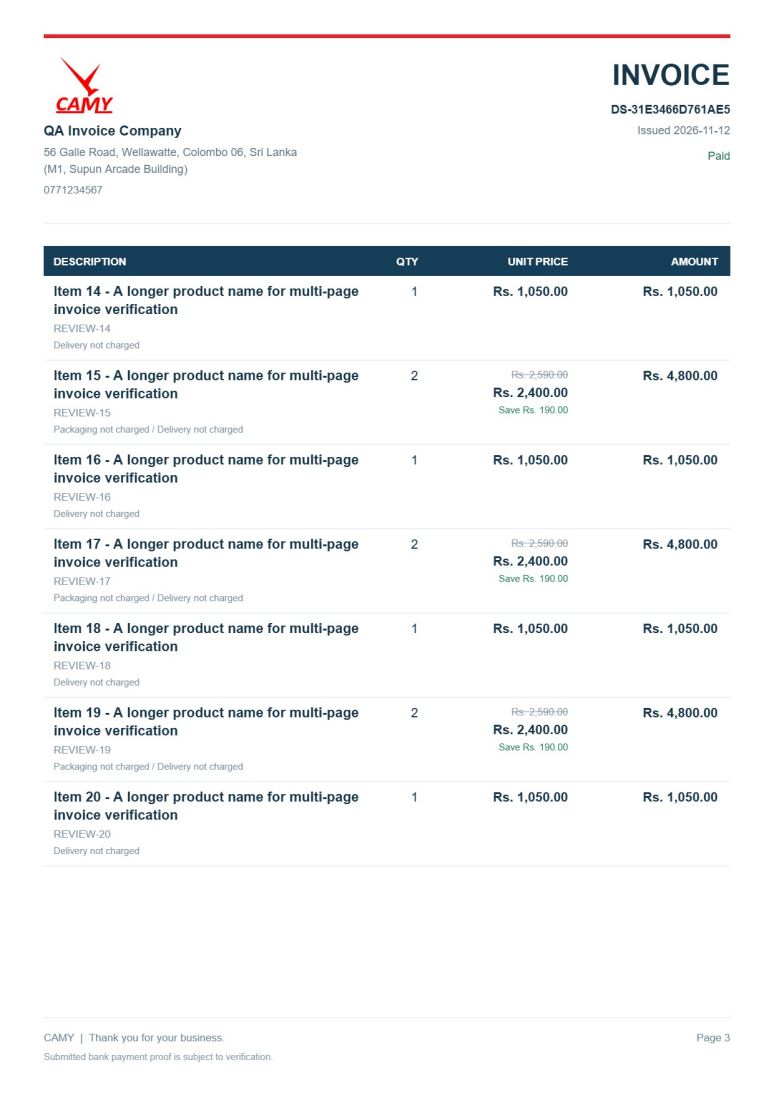 CAMY
INVOICE
DS-31E3466D761AE5
Issued 2026-11-12
Paid
QA Invoice Company
56 Galle Road, Wellawatte, Colombo 06, Sri Lanka
(M1, Supun Arcade Building)
0771234567
DESCRIPTION QTY UNIT PRICE AMOUNT
Item 14 - A longer product name for multi-page 1 Rs. 1,050.00 Rs. 1,050.00
invoice verification
REVIEW-14
Delivery not charged
Item 15 - A longer product name for multi-page 2 Rs. 2,590.00 Rs. 4,800.00
invoice verification Rs. 2,400.00
REVIEW-15 Save Rs. 190.00
Packaging not charged / Delivery not charged
Item 16 - A longer product name for multi-page 1 Rs. 1,050.00 Rs. 1,050.00
invoice verification
REVIEW-16
Delivery not charged
Item 17 - A longer product name for multi-page 2 Rs. 2,590.00 Rs. 4,800.00
invoice verification Rs. 2,400.00
REVIEW-17 Save Rs. 190.00
Packaging not charged / Delivery not charged
Item 18 - A longer product name for multi-page 1 Rs. 1,050.00 Rs. 1,050.00
invoice verification
REVIEW-18
Delivery not charged
Item 19 - A longer product name for multi-page 2 Rs. 2,590.00 Rs. 4,800.00
invoice verification Rs. 2,400.00
REVIEW-19 Save Rs. 190.00
Packaging not charged / Delivery not charged
Item 20 - A longer product name for multi-page 1 Rs. 1,050.00 Rs. 1,050.00
invoice verification
REVIEW-20
Delivery not charged
CAMY | Thank you for your business. Page 3
Submitted bank payment proof is subject to verification.